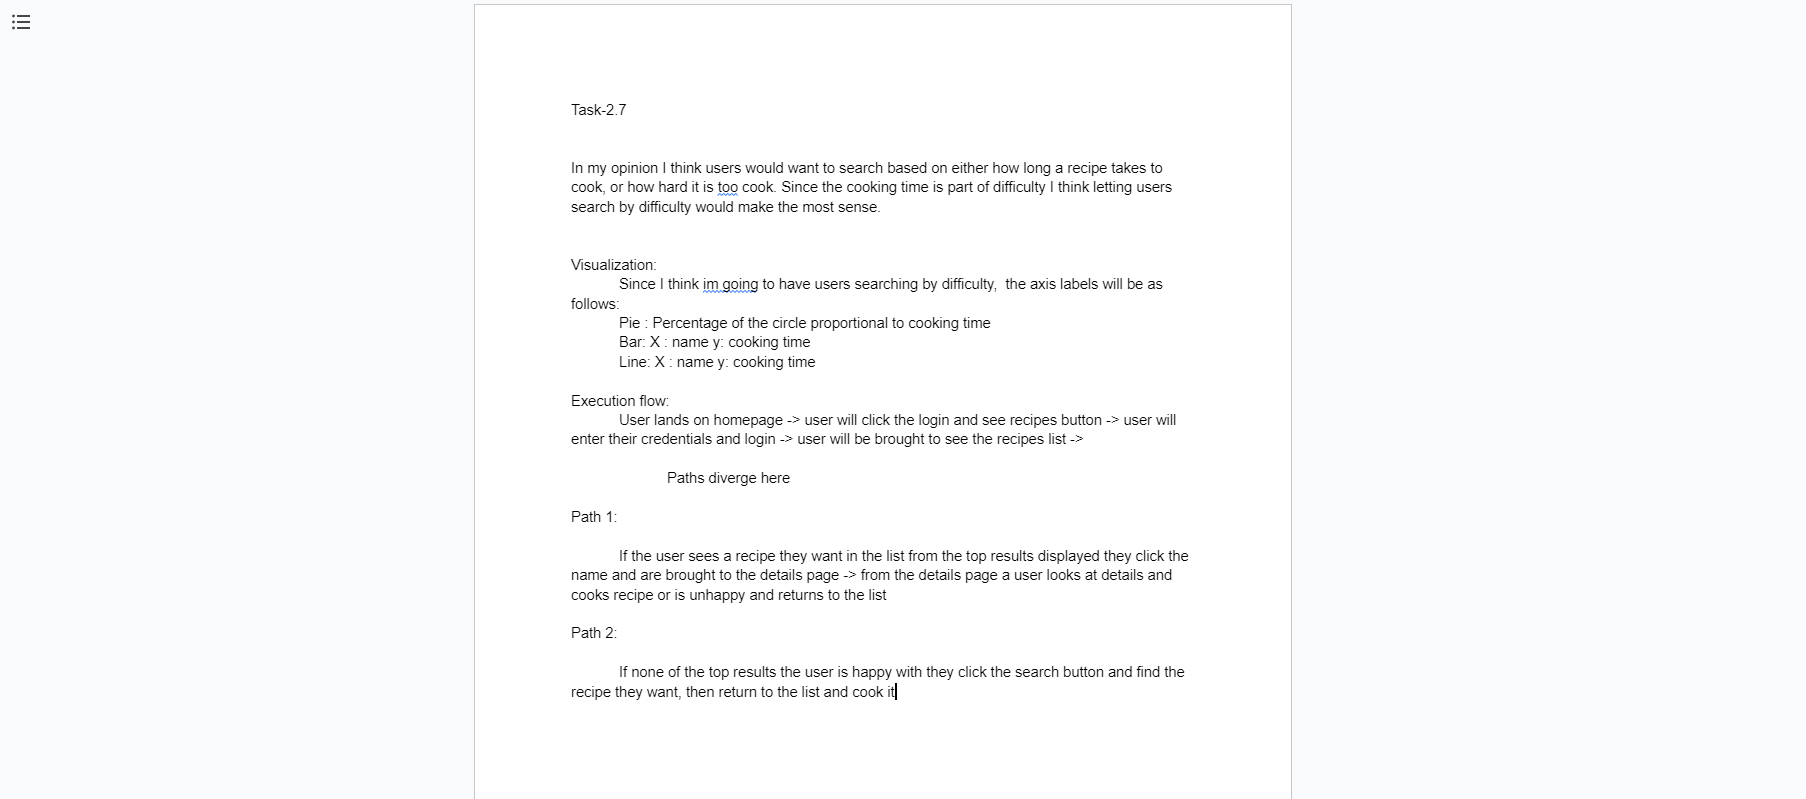 Task-2.7
In my opinion I think users would want to search based on either how long a recipe takes to
cook, or how hard it is too cook. Since the cooking time is part of difficulty I think letting users
search by difficulty would make the most sense.
Visualization:
Since I think im going to have users searching by difficulty,  the axis labels will be as
follows:
Pie : Percentage of the circle proportional to cooking time
Bar: X : name y: cooking time
Line: X : name y: cooking time
Execution flow:
User lands on homepage -> user will click the login and see recipes button -> user will
enter their credentials and login -> user will be brought to see the recipes list ->
Paths diverge here
Path 1:
If the user sees a recipe they want in the list from the top results displayed they click the
name and are brought to the details page -> from the details page a user looks at details and
cooks recipe or is unhappy and returns to the list
Path 2:
If none of the top results the user is happy with they click the search button and find the
recipe they want, then return to the list and cook it